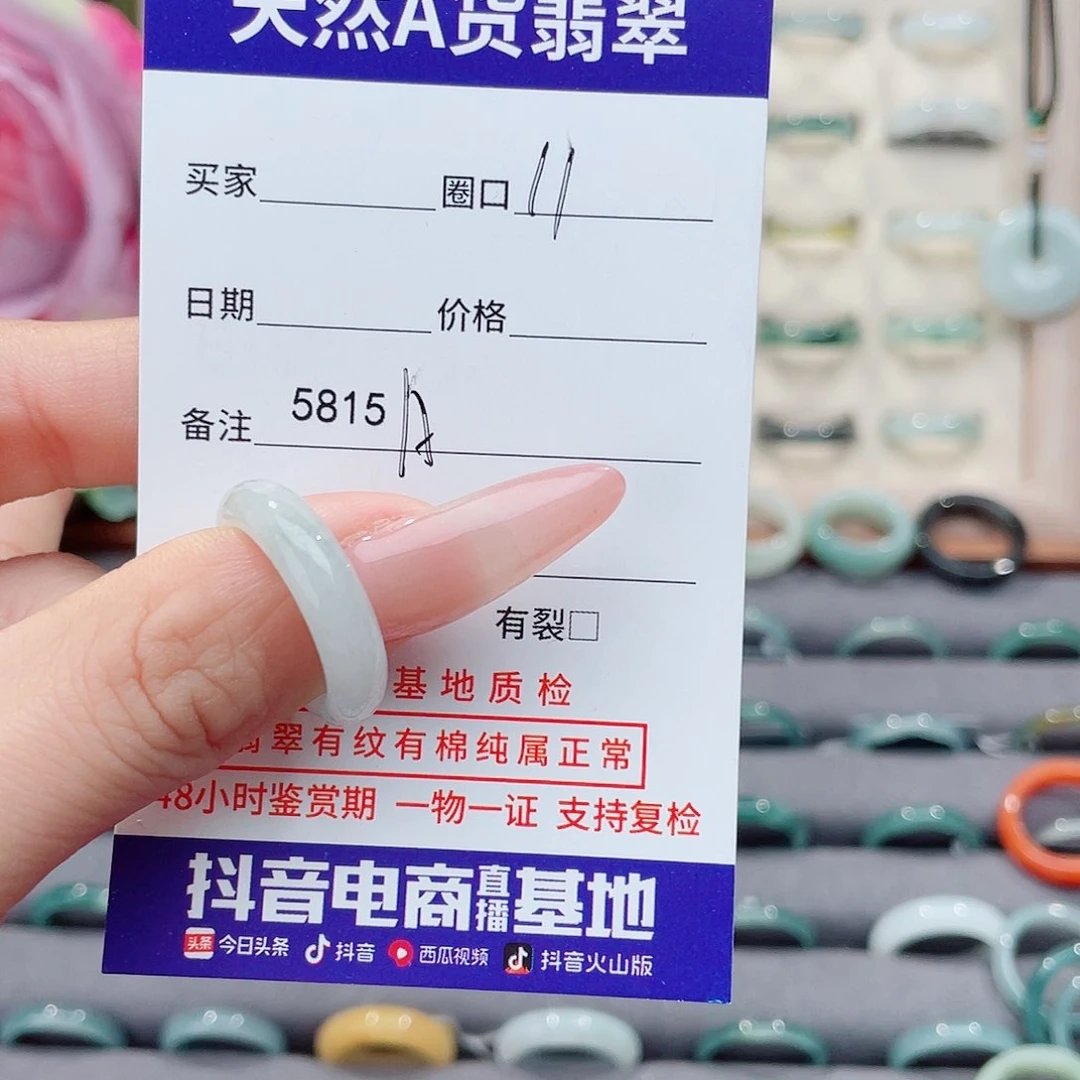 天然A货翡翠
买家 圈口 11
日期 价格
备注 5815
有裂
基地质检
翠有纹有棉纯属正常
48小时鉴赏期 一物一证 支持复检
抖音电商直播基地
头条 今日头条 抖音 西瓜视频 抖音火山版